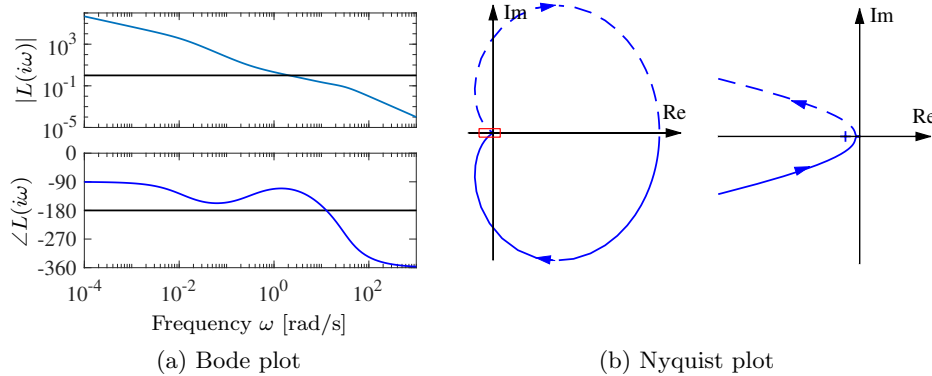 |L(iω)|
10^3
10^-1
10^-5
∠L(iω)
0
-90
-180
-270
-360
10^-4
10^-2
10^0
10^2
Frequency ω [rad/s]
(a) Bode plot
Im
Re
Im
Re
(b) Nyquist plot